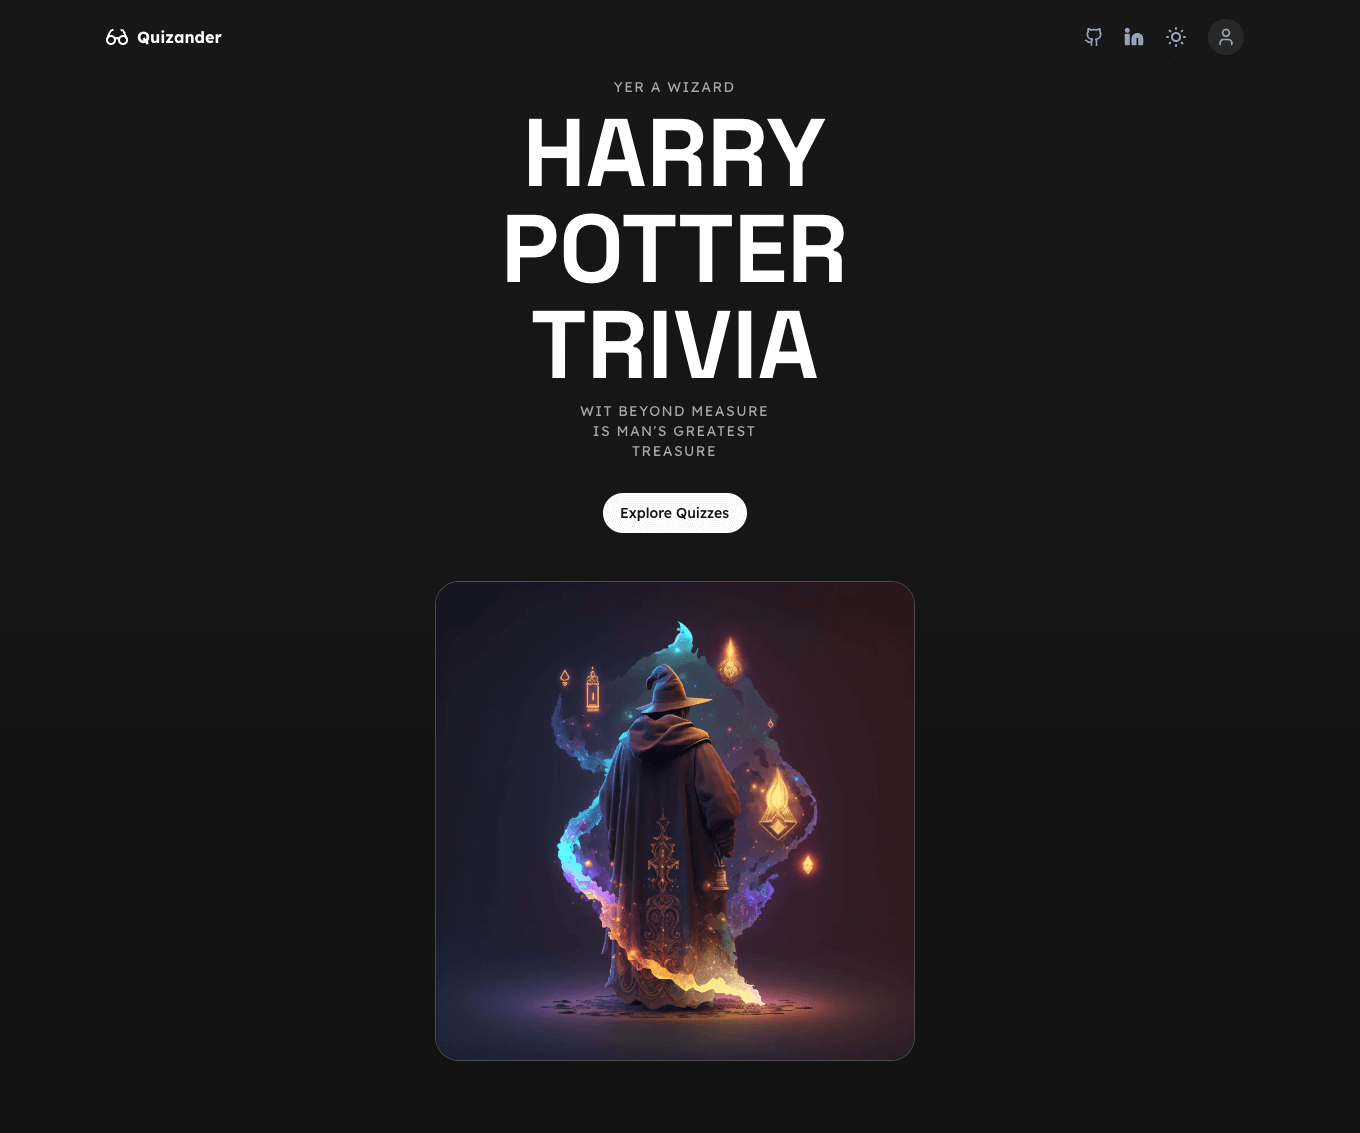 Quizander
YER A WIZARD
HARRY
POTTER
TRIVIA
WIT BEYOND MEASURE
IS MAN'S GREATEST
TREASURE
Explore Quizzes